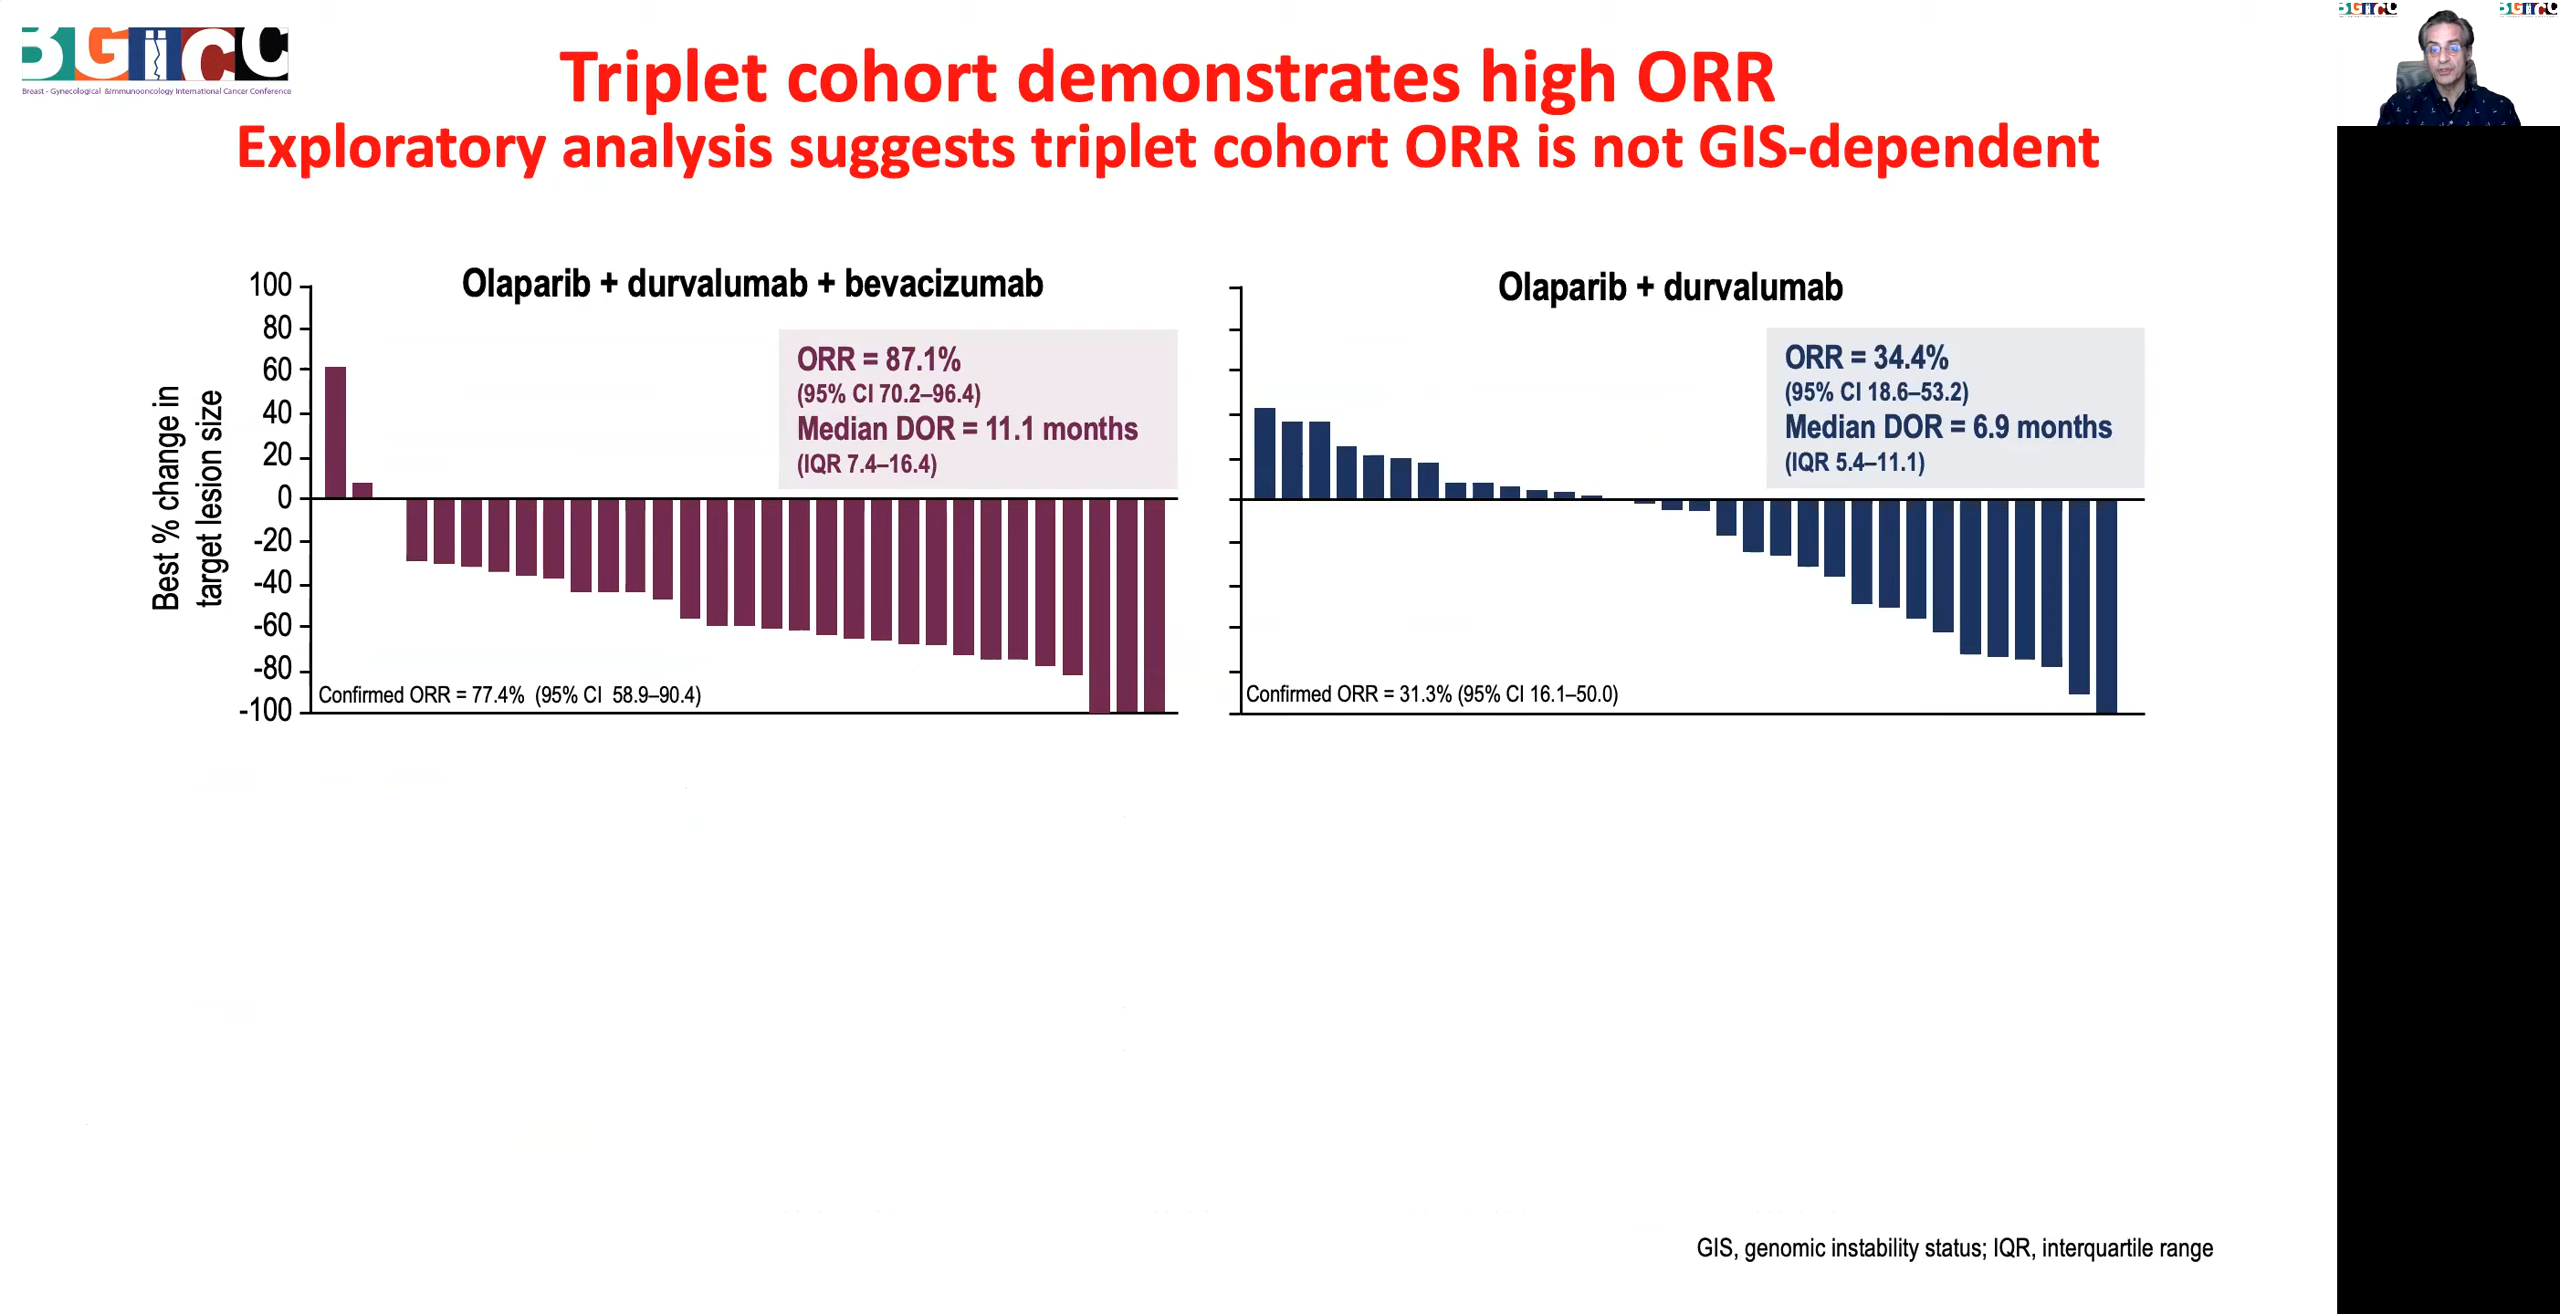 BGiCC
Breast - Gynecological &Immunooncology International Cancer Conference
Triplet cohort demonstrates high ORR
Exploratory analysis suggests triplet cohort ORR is not GIS-dependent
Olaparib + durvalumab + bevacizumab
Best % change in
target lesion size
100
80
60
40
20
0
-20
-40
-60
-80
-100
ORR = 87.1%
(95% CI 70.2–96.4)
Median DOR = 11.1 months
(IQR 7.4–16.4)
Confirmed ORR = 77.4% (95% CI 58.9–90.4)
Olaparib + durvalumab
ORR = 34.4%
(95% CI 18.6–53.2)
Median DOR = 6.9 months
(IQR 5.4–11.1)
Confirmed ORR = 31.3% (95% CI 16.1–50.0)
GIS, genomic instability status; IQR, interquartile range